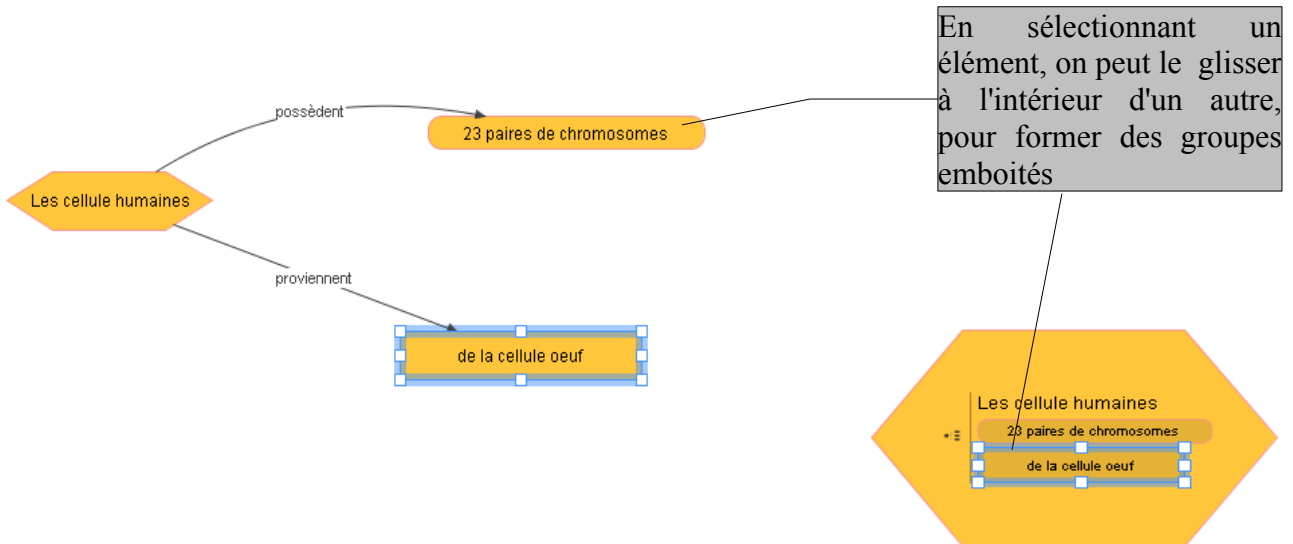 En sélectionnant un
élément, on peut le glisser
à l'intérieur d'un autre,
pour former des groupes
emboités
possèdent
23 paires de chromosomes
Les cellule humaines
proviennent
de la cellule oeuf
Les cellule humaines
23 paires de chromosomes
de la cellule oeuf